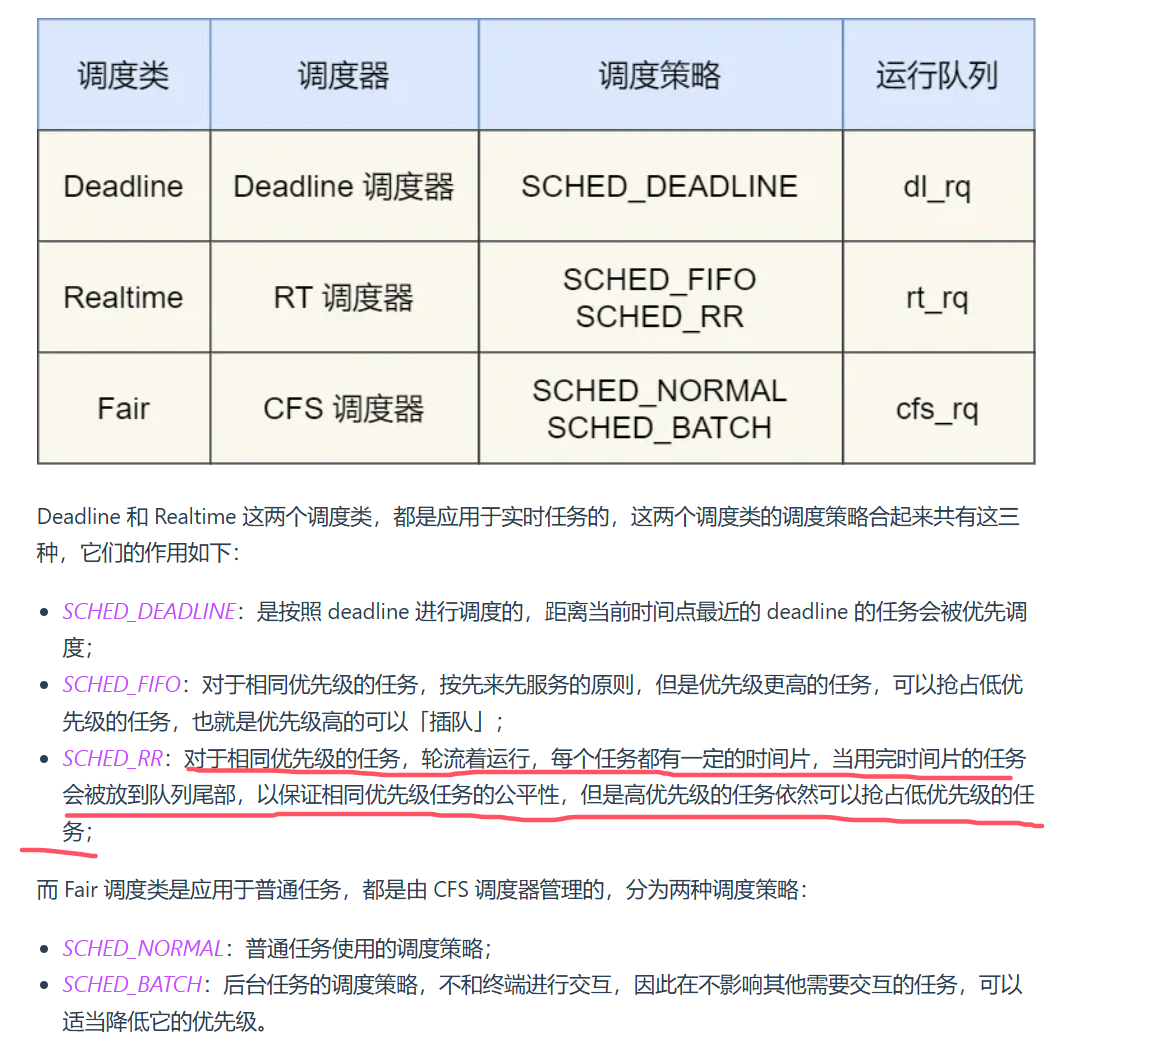 调度类 调度器 调度策略 运行队列
Deadline Deadline 调度器 SCHED_DEADLINE dl_rq
Realtime RT 调度器 SCHED_FIFO
SCHED_RR rt_rq
Fair CFS 调度器 SCHED_NORMAL
SCHED_BATCH cfs_rq
Deadline 和 Realtime 这两个调度类，都是应用于实时任务的，这两个调度类的调度策略合起来共有这三
种，它们的作用如下：
• SCHED_DEADLINE：是按照 deadline 进行调度的，距离当前时间点最近的 deadline 的任务会被优先调
度；
• SCHED_FIFO：对于相同优先级的任务，按先来先服务的原则，但是优先级更高的任务，可以抢占低优
先级的任务，也就是优先级高的可以「插队」；
• SCHED_RR：对于相同优先级的任务，轮流着运行，每个任务都有一定的时间片，当用完时间片的任务
会被放到队列尾部，以保证相同优先级任务的公平性，但是高优先级的任务依然可以抢占低优先级的任
务；
而 Fair 调度类是应用于普通任务，都是由 CFS 调度器管理的，分为两种调度策略：
• SCHED_NORMAL：普通任务使用的调度策略；
• SCHED_BATCH：后台任务的调度策略，不和终端进行交互，因此在不影响其他需要交互的任务，可以
适当降低它的优先级。